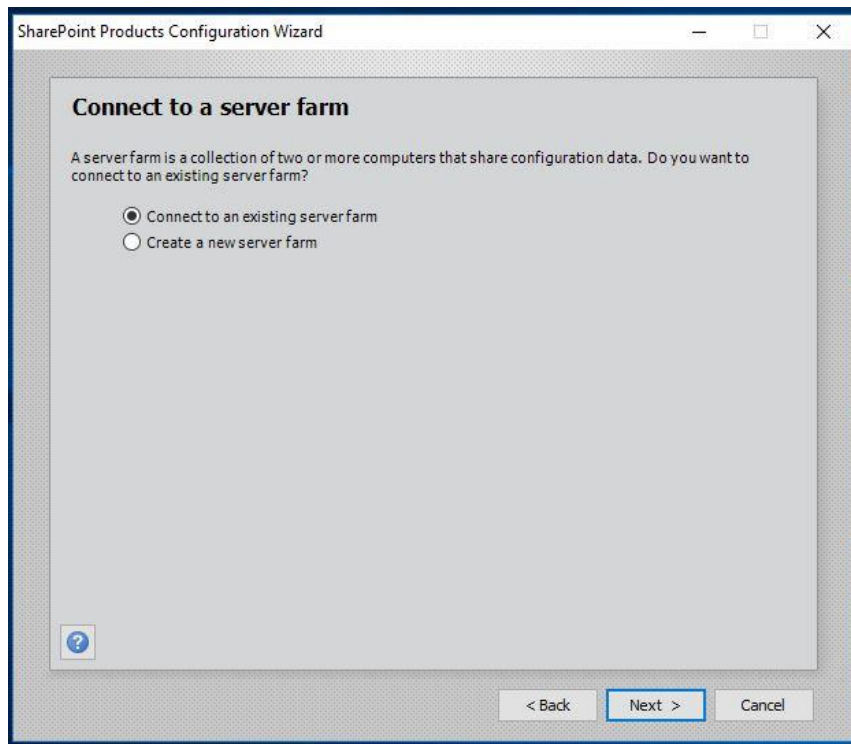 SharePoint Products Configuration Wizard
Connect to a server farm
A server farm is a collection of two or more computers that share configuration data. Do you want to
connect to an existing server farm?
Connect to an existing server farm
Create a new server farm
?
< Back Next > Cancel